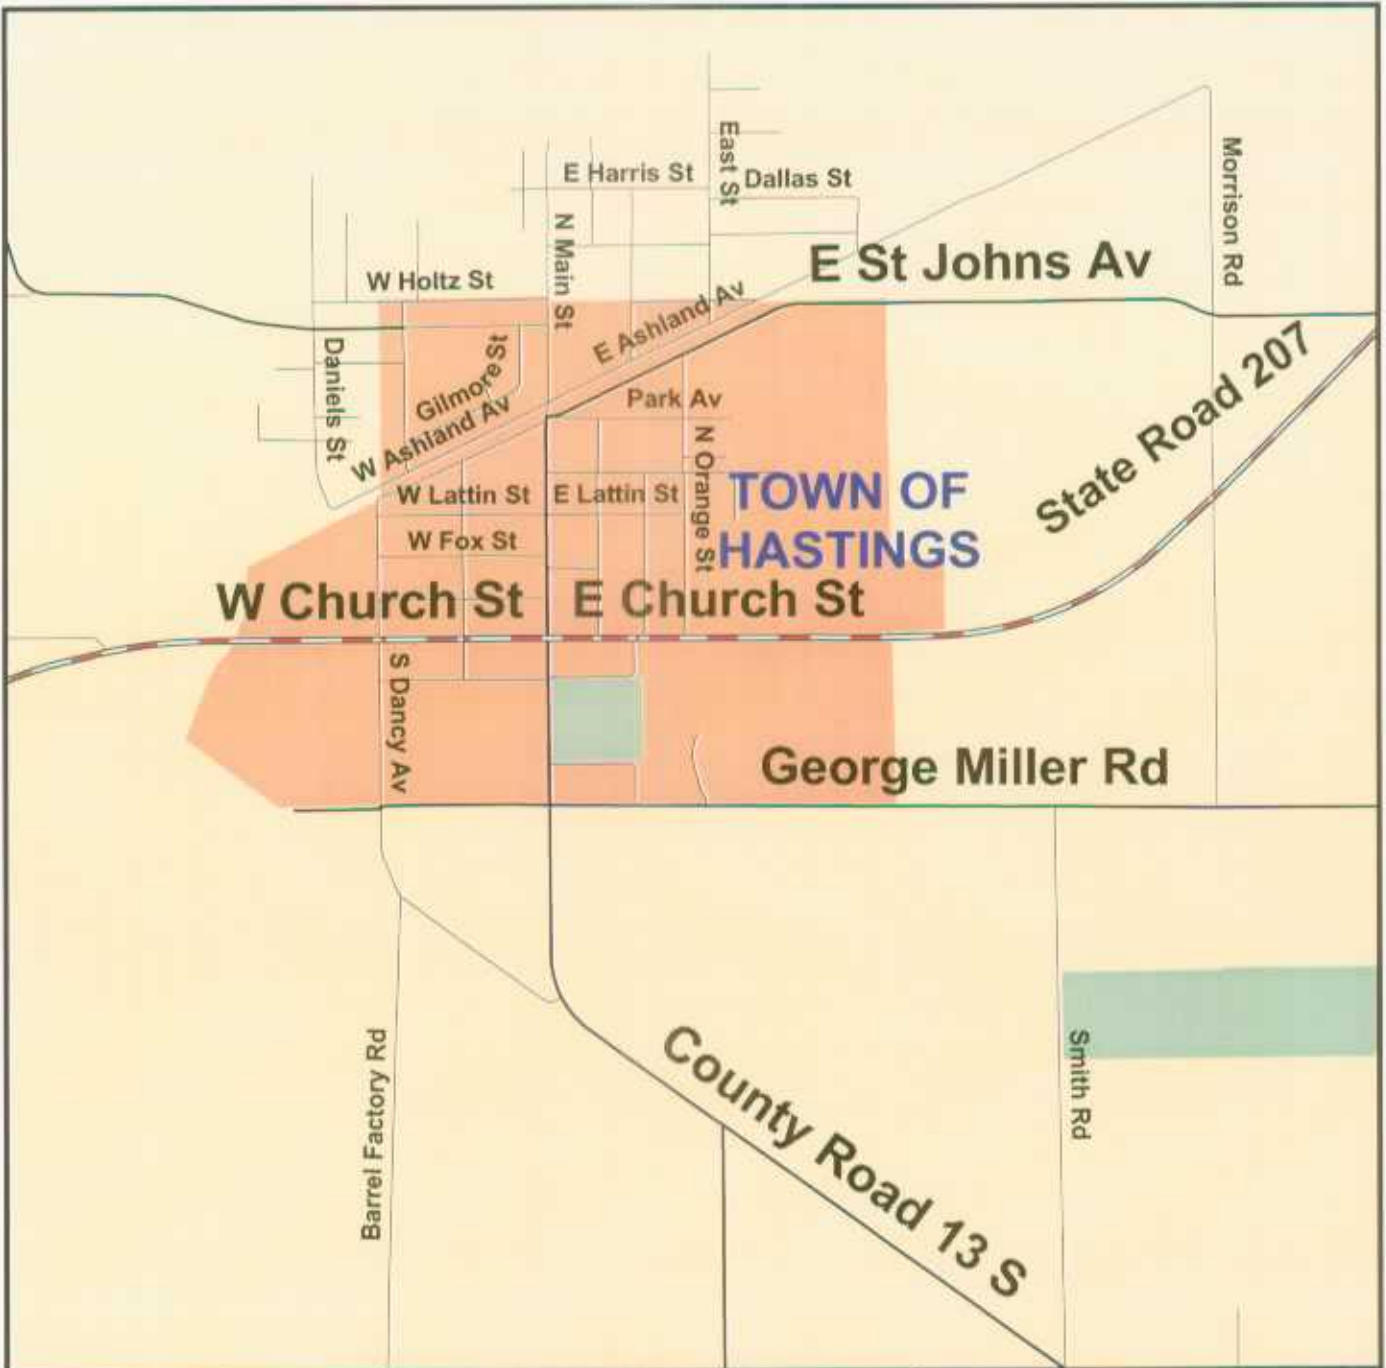 East St
E Harris St
Dallas St
Morrison Rd
N Main St
E St Johns Av
W Holtz St
E Ashland Av
Daniels St
Gilmore St
State Road 207
Park Av
W Ashland Av
N Orange St
TOWN OF
HASTINGS
W Lattin St
E Lattin St
W Fox St
W Church St
E Church St
S Dancy Av
George Miller Rd
County Road 13 S
Barrel Factory Rd
Smith Rd